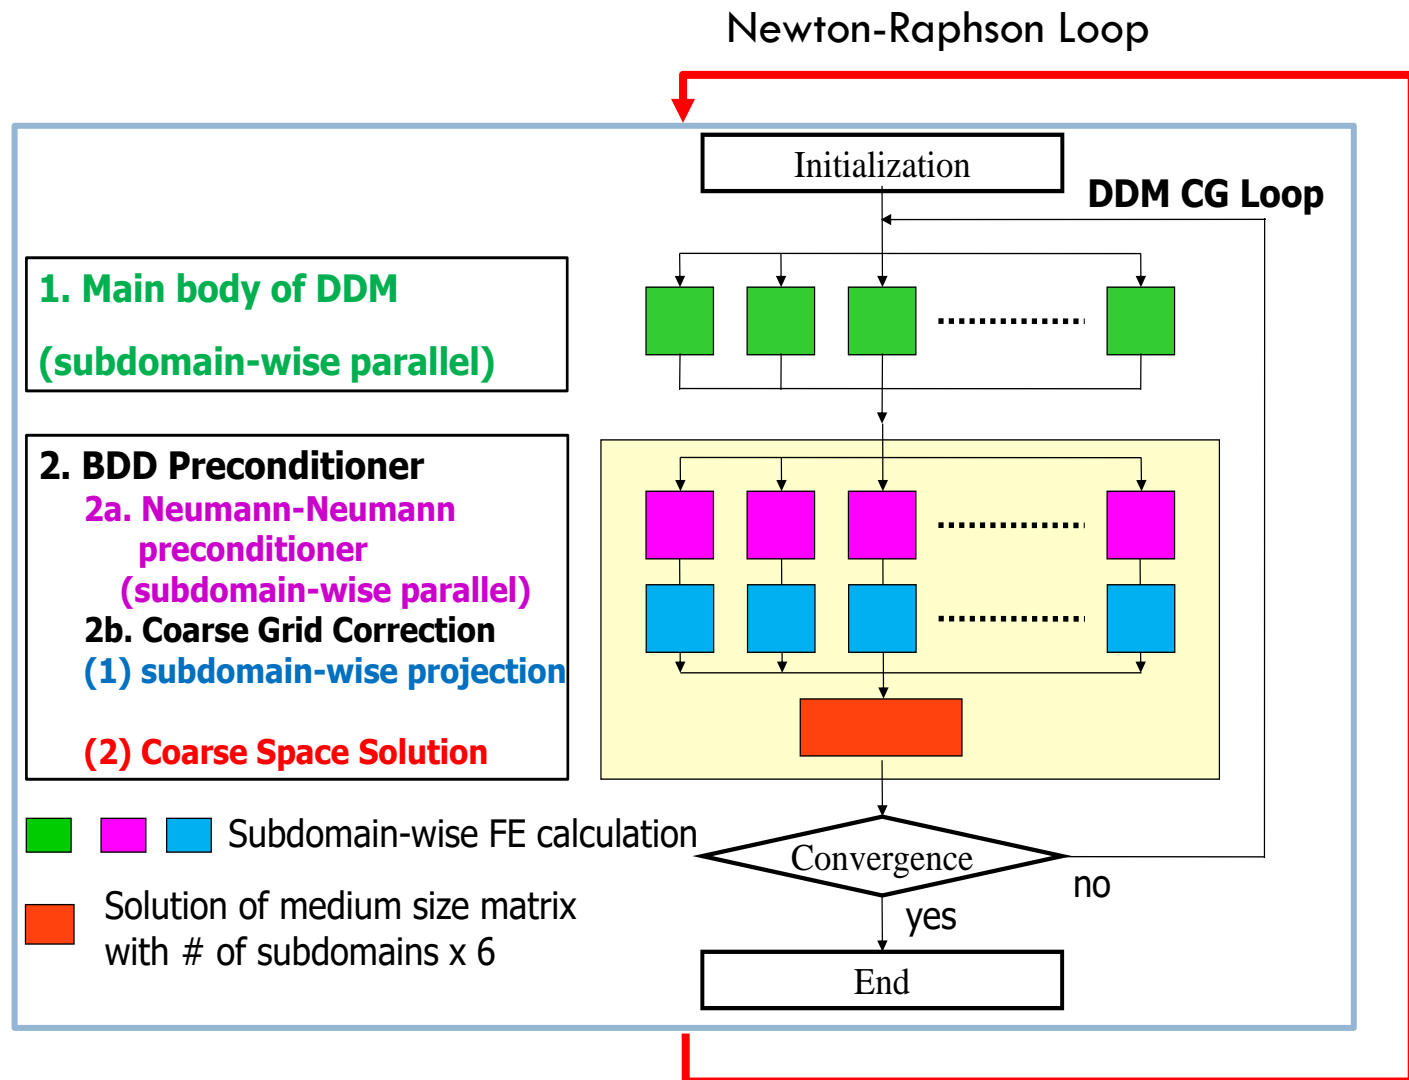 Newton-Raphson Loop
Initialization
DDM CG Loop
1. Main body of DDM
(subdomain-wise parallel)
2. BDD Preconditioner
2a. Neumann-Neumann
preconditioner
(subdomain-wise parallel)
2b. Coarse Grid Correction
(1) subdomain-wise projection
(2) Coarse Space Solution
Subdomain-wise FE calculation
Solution of medium size matrix
with # of subdomains x 6
Convergence
no
yes
End